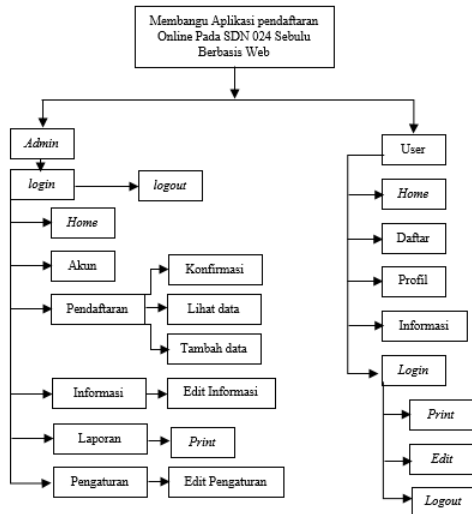 Membangu Aplikasi pendaftaran
Online Pada SDN 024 Sebulu
Berbasis Web
Admin
login
logout
Home
Akun
Pendaftaran
Konfirmasi
Lihat data
Tambah data
Informasi
Edit Informasi
Laporan
Print
Pengaturan
Edit Pengaturan
User
Home
Daftar
Profil
Informasi
Login
Print
Edit
Logout